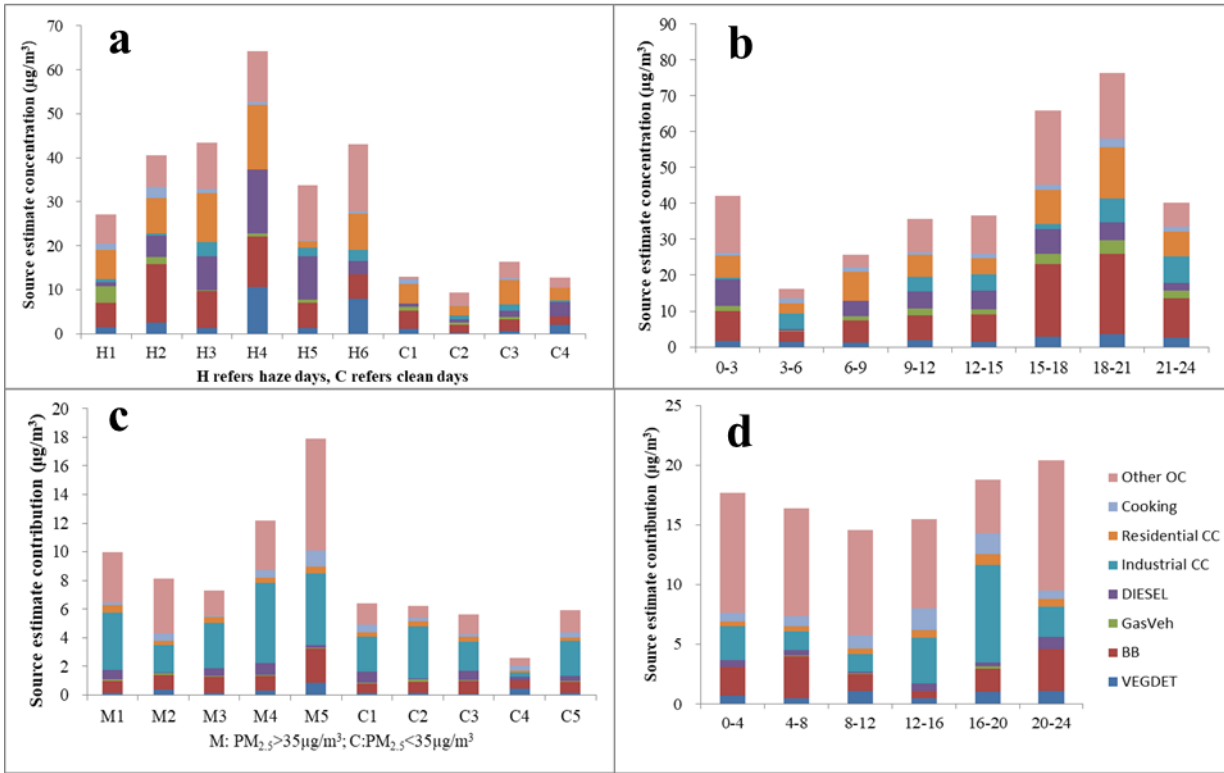 a
Source estimate concentration (µg/m³)
70
60
50
40
30
20
10
0
H1 H2 H3 H4 H5 H6 C1 C2 C3 C4
H refers haze days, C refers clean days
b
Source estimate concentration (µg/m³)
90
80
70
60
50
40
30
20
10
0
0-3 3-6 6-9 9-12 12-15 15-18 18-21 21-24
c
Source estimate contribution (µg/m³)
20
18
16
14
12
10
8
6
4
2
0
M1 M2 M3 M4 M5 C1 C2 C3 C4 C5
M: PM₂.₅>35µg/m³; C:PM₂.₅<35µg/m³
d
Source estimate contribution (µg/m³)
25
20
15
10
5
0
0-4 4-8 8-12 12-16 16-20 20-24
Other OC
Cooking
Residential CC
Industrial CC
DIESEL
GasVeh
BB
VEGDET